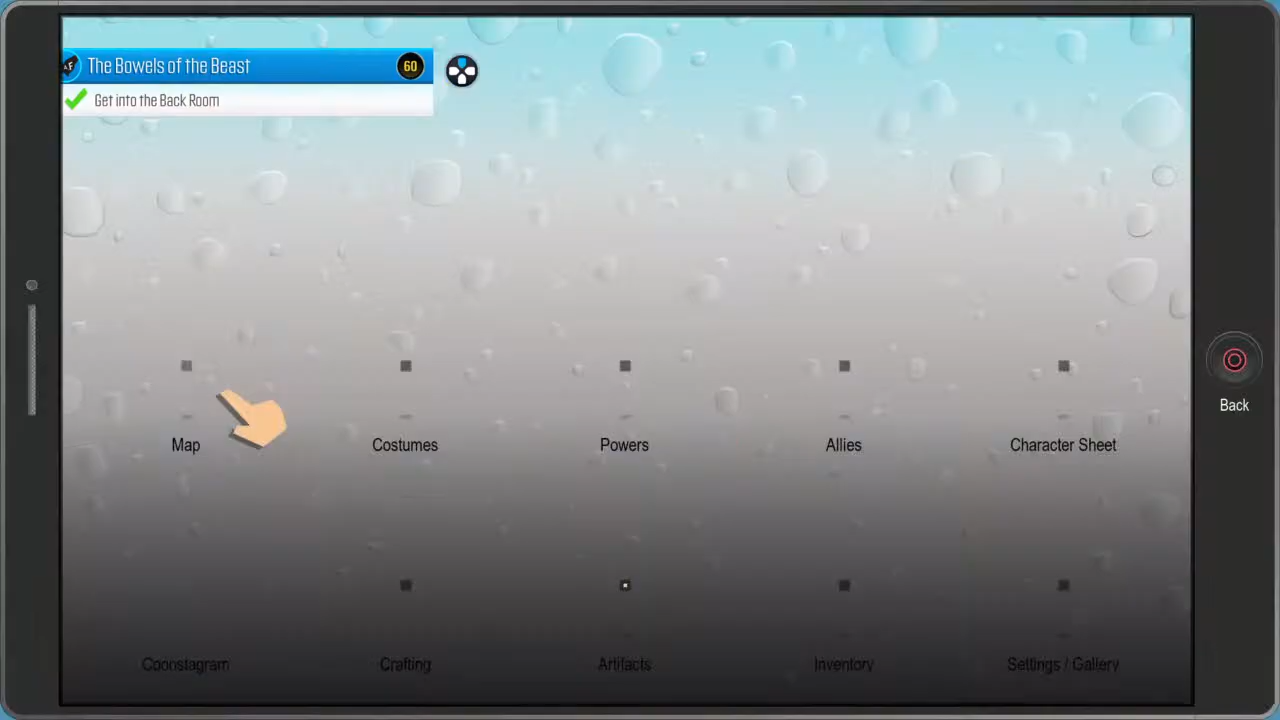 The Bowels of the Beast
60
Get into the Back Room
Back
Map
Costumes
Powers
Allies
Character Sheet
Coonstagram
Crafting
Artifacts
Inventory
Settings / Gallery